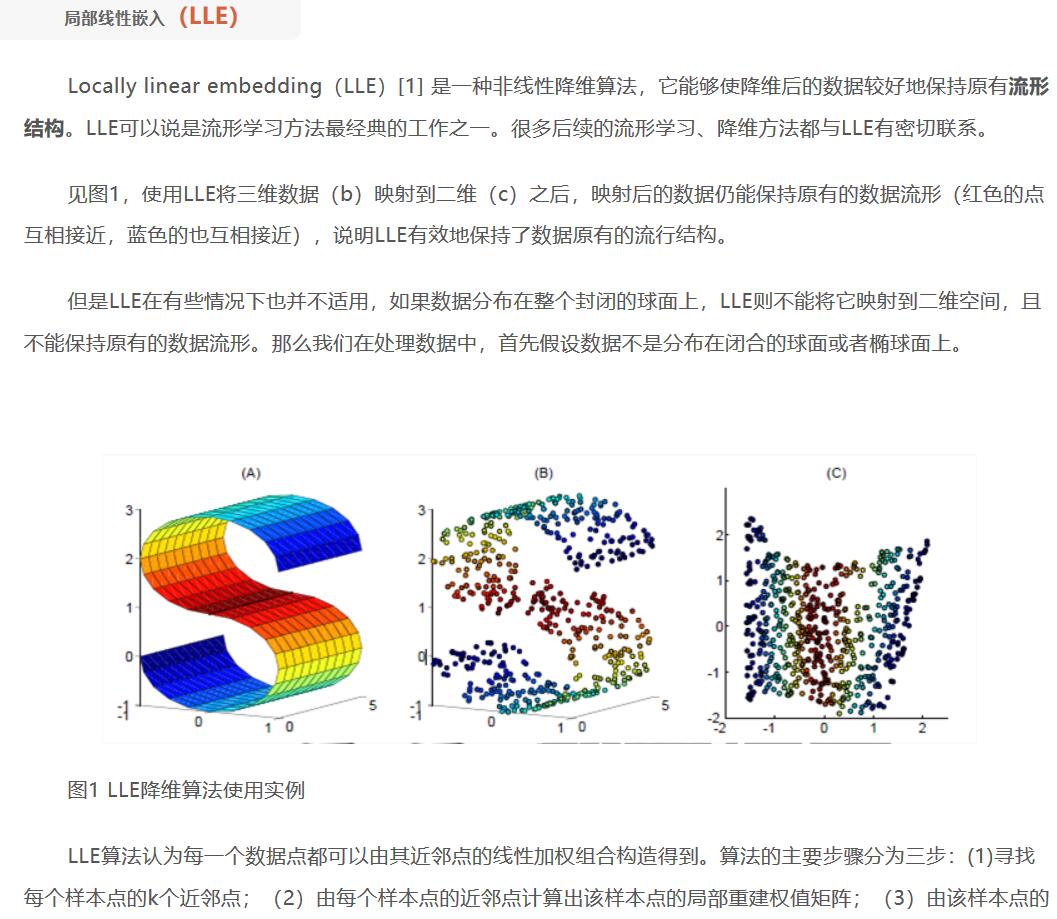 局部线性嵌入 （LLE）
Locally linear embedding（LLE）[1] 是一种非线性降维算法，它能够使降维后的数据较好地保持原有流形
结构。LLE可以说是流形学习方法最经典的工作之一。很多后续的流形学习、降维方法都与LLE有密切联系。
见图1，使用LLE将三维数据（b）映射到二维（c）之后，映射后的数据仍能保持原有的数据流形（红色的点
互相接近，蓝色的也互相接近），说明LLE有效地保持了数据原有的流行结构。
但是LLE在有些情况下也并不适用，如果数据分布在整个封闭的球面上，LLE则不能将它映射到二维空间，且
不能保持原有的数据流形。那么我们在处理数据中，首先假设数据不是分布在闭合的球面或者椭球面上。
(A)
3
2
1
0
-1
-1
0
1
0
5
(B)
3
2
1
0
-1
-1
0
1
0
5
(C)
2
1
0
-1
-2
-2
-1
0
1
2
图1 LLE降维算法使用实例
LLE算法认为每一个数据点都可以由其近邻点的线性加权组合构造得到。算法的主要步骤分为三步：(1)寻找
每个样本点的k个近邻点；（2）由每个样本点的近邻点计算出该样本点的局部重建权值矩阵；（3）由该样本点的